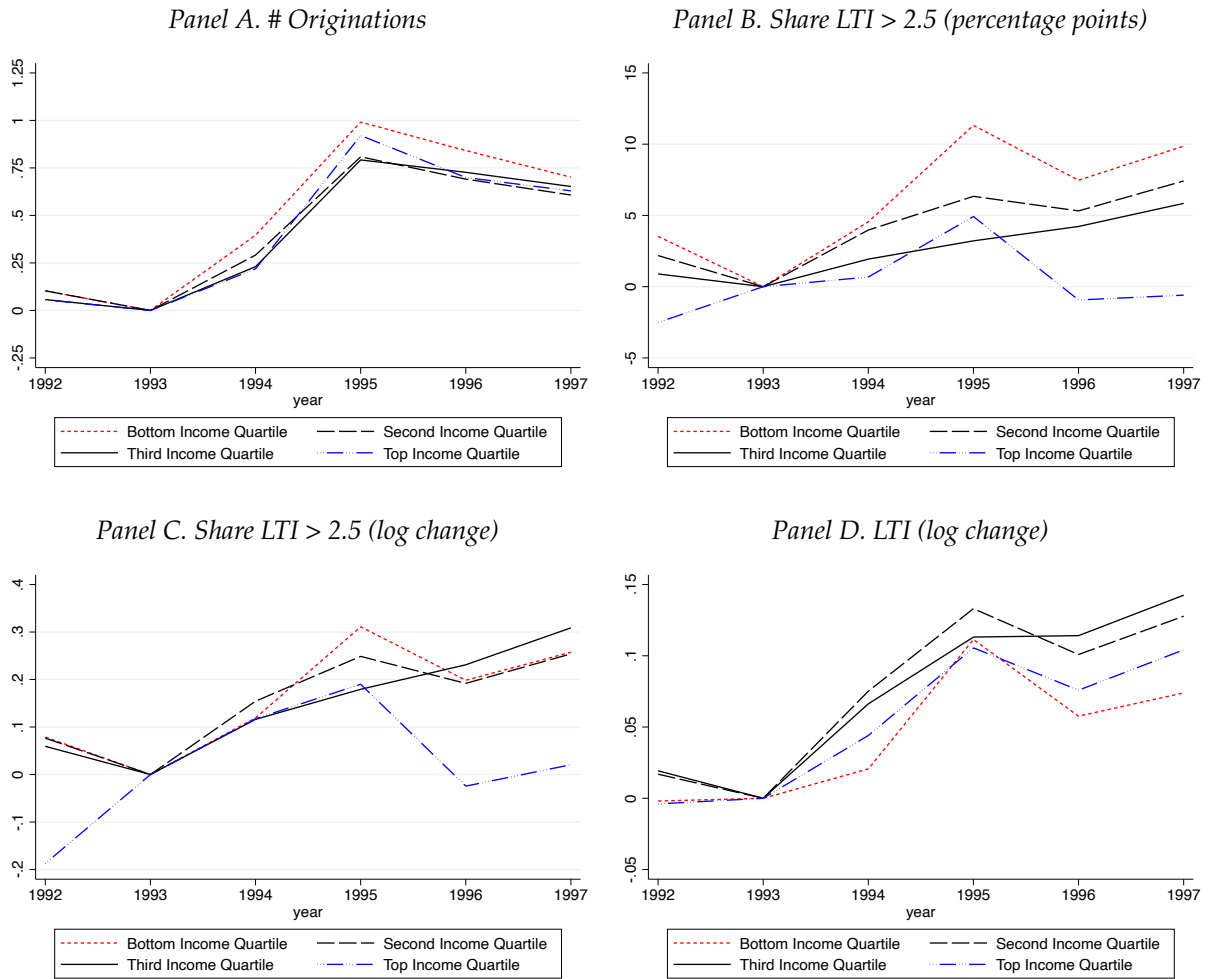 Panel A. # Originations
1.25
1
.75
.5
.25
0
-.25
1992 1993 1994 1995 1996 1997
year
Bottom Income Quartile Second Income Quartile
Third Income Quartile Top Income Quartile
Panel B. Share LTI > 2.5 (percentage points)
15
10
5
0
-5
1992 1993 1994 1995 1996 1997
year
Bottom Income Quartile Second Income Quartile
Third Income Quartile Top Income Quartile
Panel C. Share LTI > 2.5 (log change)
.4
.3
.2
.1
0
-.1
-.2
1992 1993 1994 1995 1996 1997
year
Bottom Income Quartile Second Income Quartile
Third Income Quartile Top Income Quartile
Panel D. LTI (log change)
.15
.1
.05
0
-.05
1992 1993 1994 1995 1996 1997
year
Bottom Income Quartile Second Income Quartile
Third Income Quartile Top Income Quartile